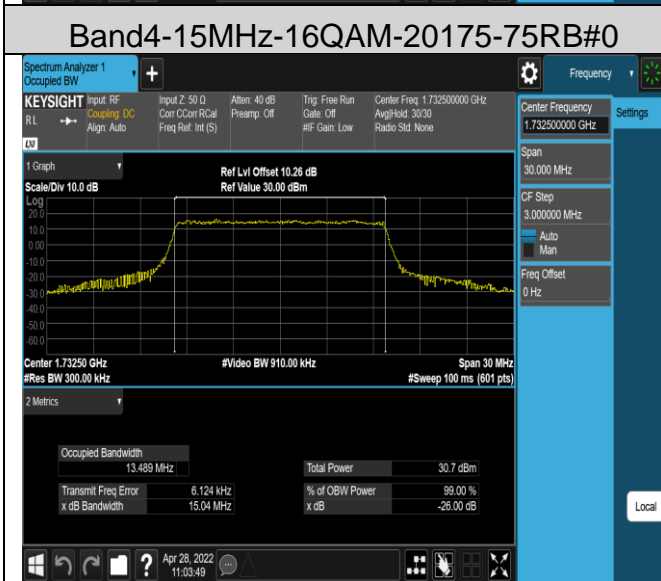 Band4-15MHz-16QAM-20175-75RB#0
Spectrum Analyzer 1
Occupied BW
+
Frequency
KEYSIGHT
RL
Input: RF
Coupling: DC
Align: Auto
Input Z: 50 Ω
Corr CCorr RCal
Freq Ref: Int (S)
Atten: 40 dB
Preamp: Off
Trig: Free Run
Gate: Off
#IF Gain: Low
Center Freq: 1.732500000 GHz
Avg|Hold: 30/30
Radio Std: None
Center Frequency
1.732500000 GHz
Settings
Span
30.000 MHz
CF Step
3.000000 MHz
Auto
Man
Freq Offset
0 Hz
Local
1 Graph
Scale/Div 10.0 dB
Ref Lvl Offset 10.26 dB
Ref Value 30.00 dBm
Log
20.0
10.0
0.00
-10.0
-20.0
-30.0
-40.0
-50.0
-60.0
Center 1.73250 GHz
#Video BW 910.00 kHz
Span 30 MHz
#Res BW 300.00 kHz
#Sweep 100 ms (601 pts)
2 Metrics
Occupied Bandwidth
13.489 MHz
Total Power 30.7 dBm
Transmit Freq Error 6.124 kHz
% of OBW Power 99.00 %
x dB Bandwidth 15.04 MHz
x dB -26.00 dB
?
Apr 28, 2022
11:03:49